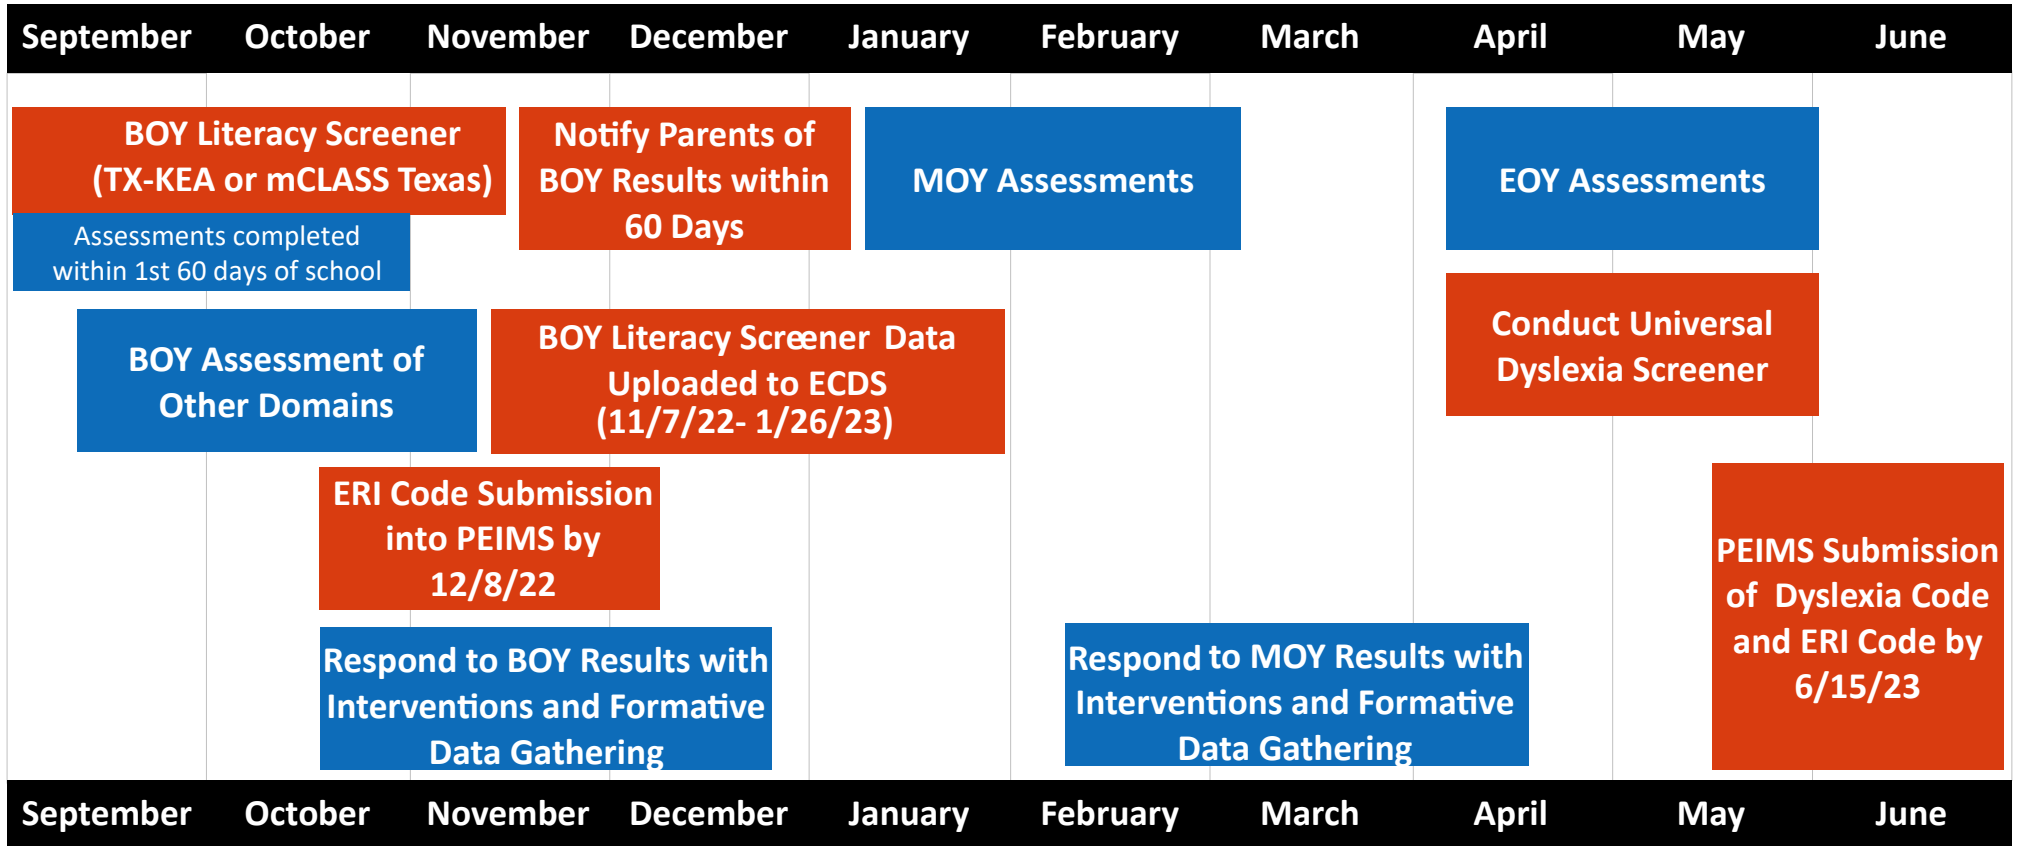 September October November December January February March April May June
BOY Literacy Screener
(TX-KEA or mCLASS Texas)
Assessments completed
within 1st 60 days of school
Notify Parents of
BOY Results within
60 Days
MOY Assessments
EOY Assessments
BOY Assessment of
Other Domains
BOY Literacy Screener Data
Uploaded to ECDS
(11/7/22- 1/26/23)
Conduct Universal
Dyslexia Screener
ERI Code Submission
into PEIMS by
12/8/22
PEIMS Submission
of Dyslexia Code
and ERI Code by
6/15/23
Respond to BOY Results with
Interventions and Formative
Data Gathering
Respond to MOY Results with
Interventions and Formative
Data Gathering
September October November December January February March April May June